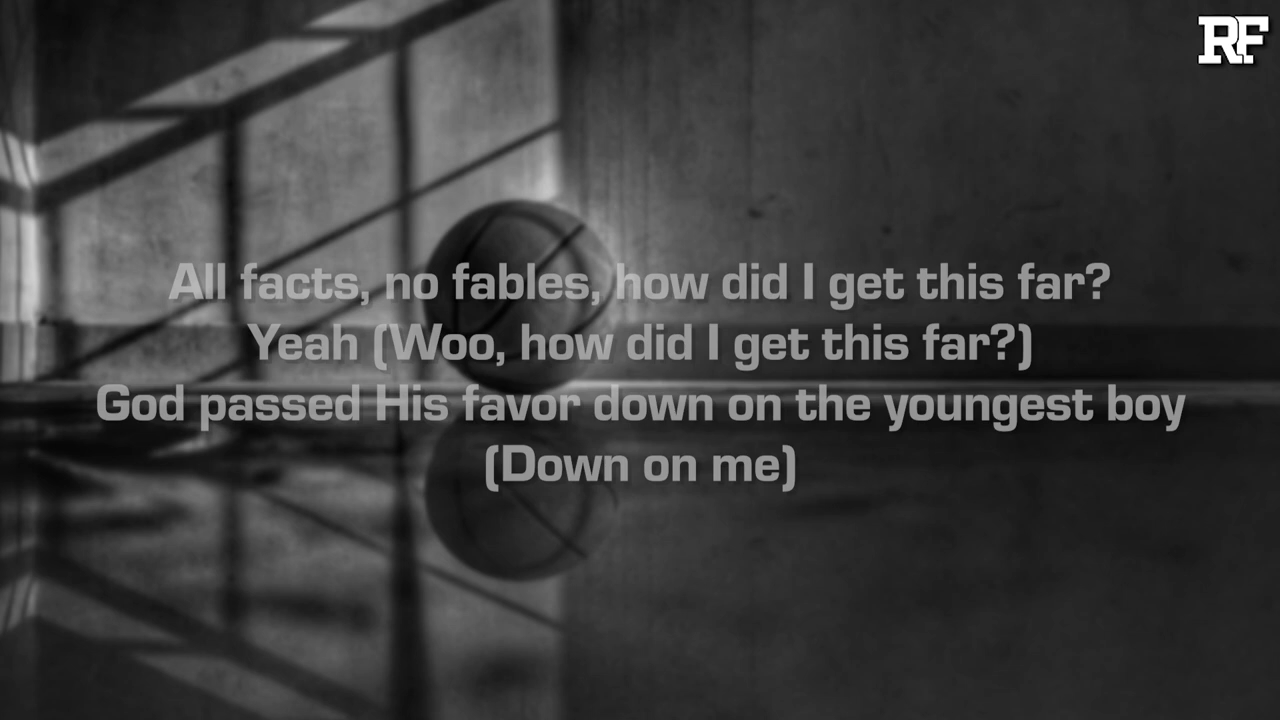 RF
All facts, no fables, how did I get this far?
Yeah (Woo, how did I get this far?)
God passed His favor down on the youngest boy
(Down on me)